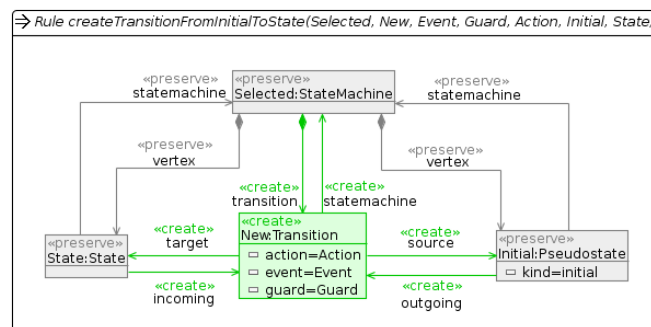 Rule createTransitionFromInitialToState(Selected, New, Event, Guard, Action, Initial, State,
«preserve»
statemachine
«preserve»
Selected:StateMachine
«preserve»
statemachine
«preserve»
vertex
«preserve»
vertex
«create»
transition
«create»
statemachine
«preserve»
State:State
«create»
target
«create»
New:Transition
action=Action
event=Event
guard=Guard
«create»
source
«preserve»
Initial:Pseudostate
kind=initial
«create»
incoming
«create»
outgoing